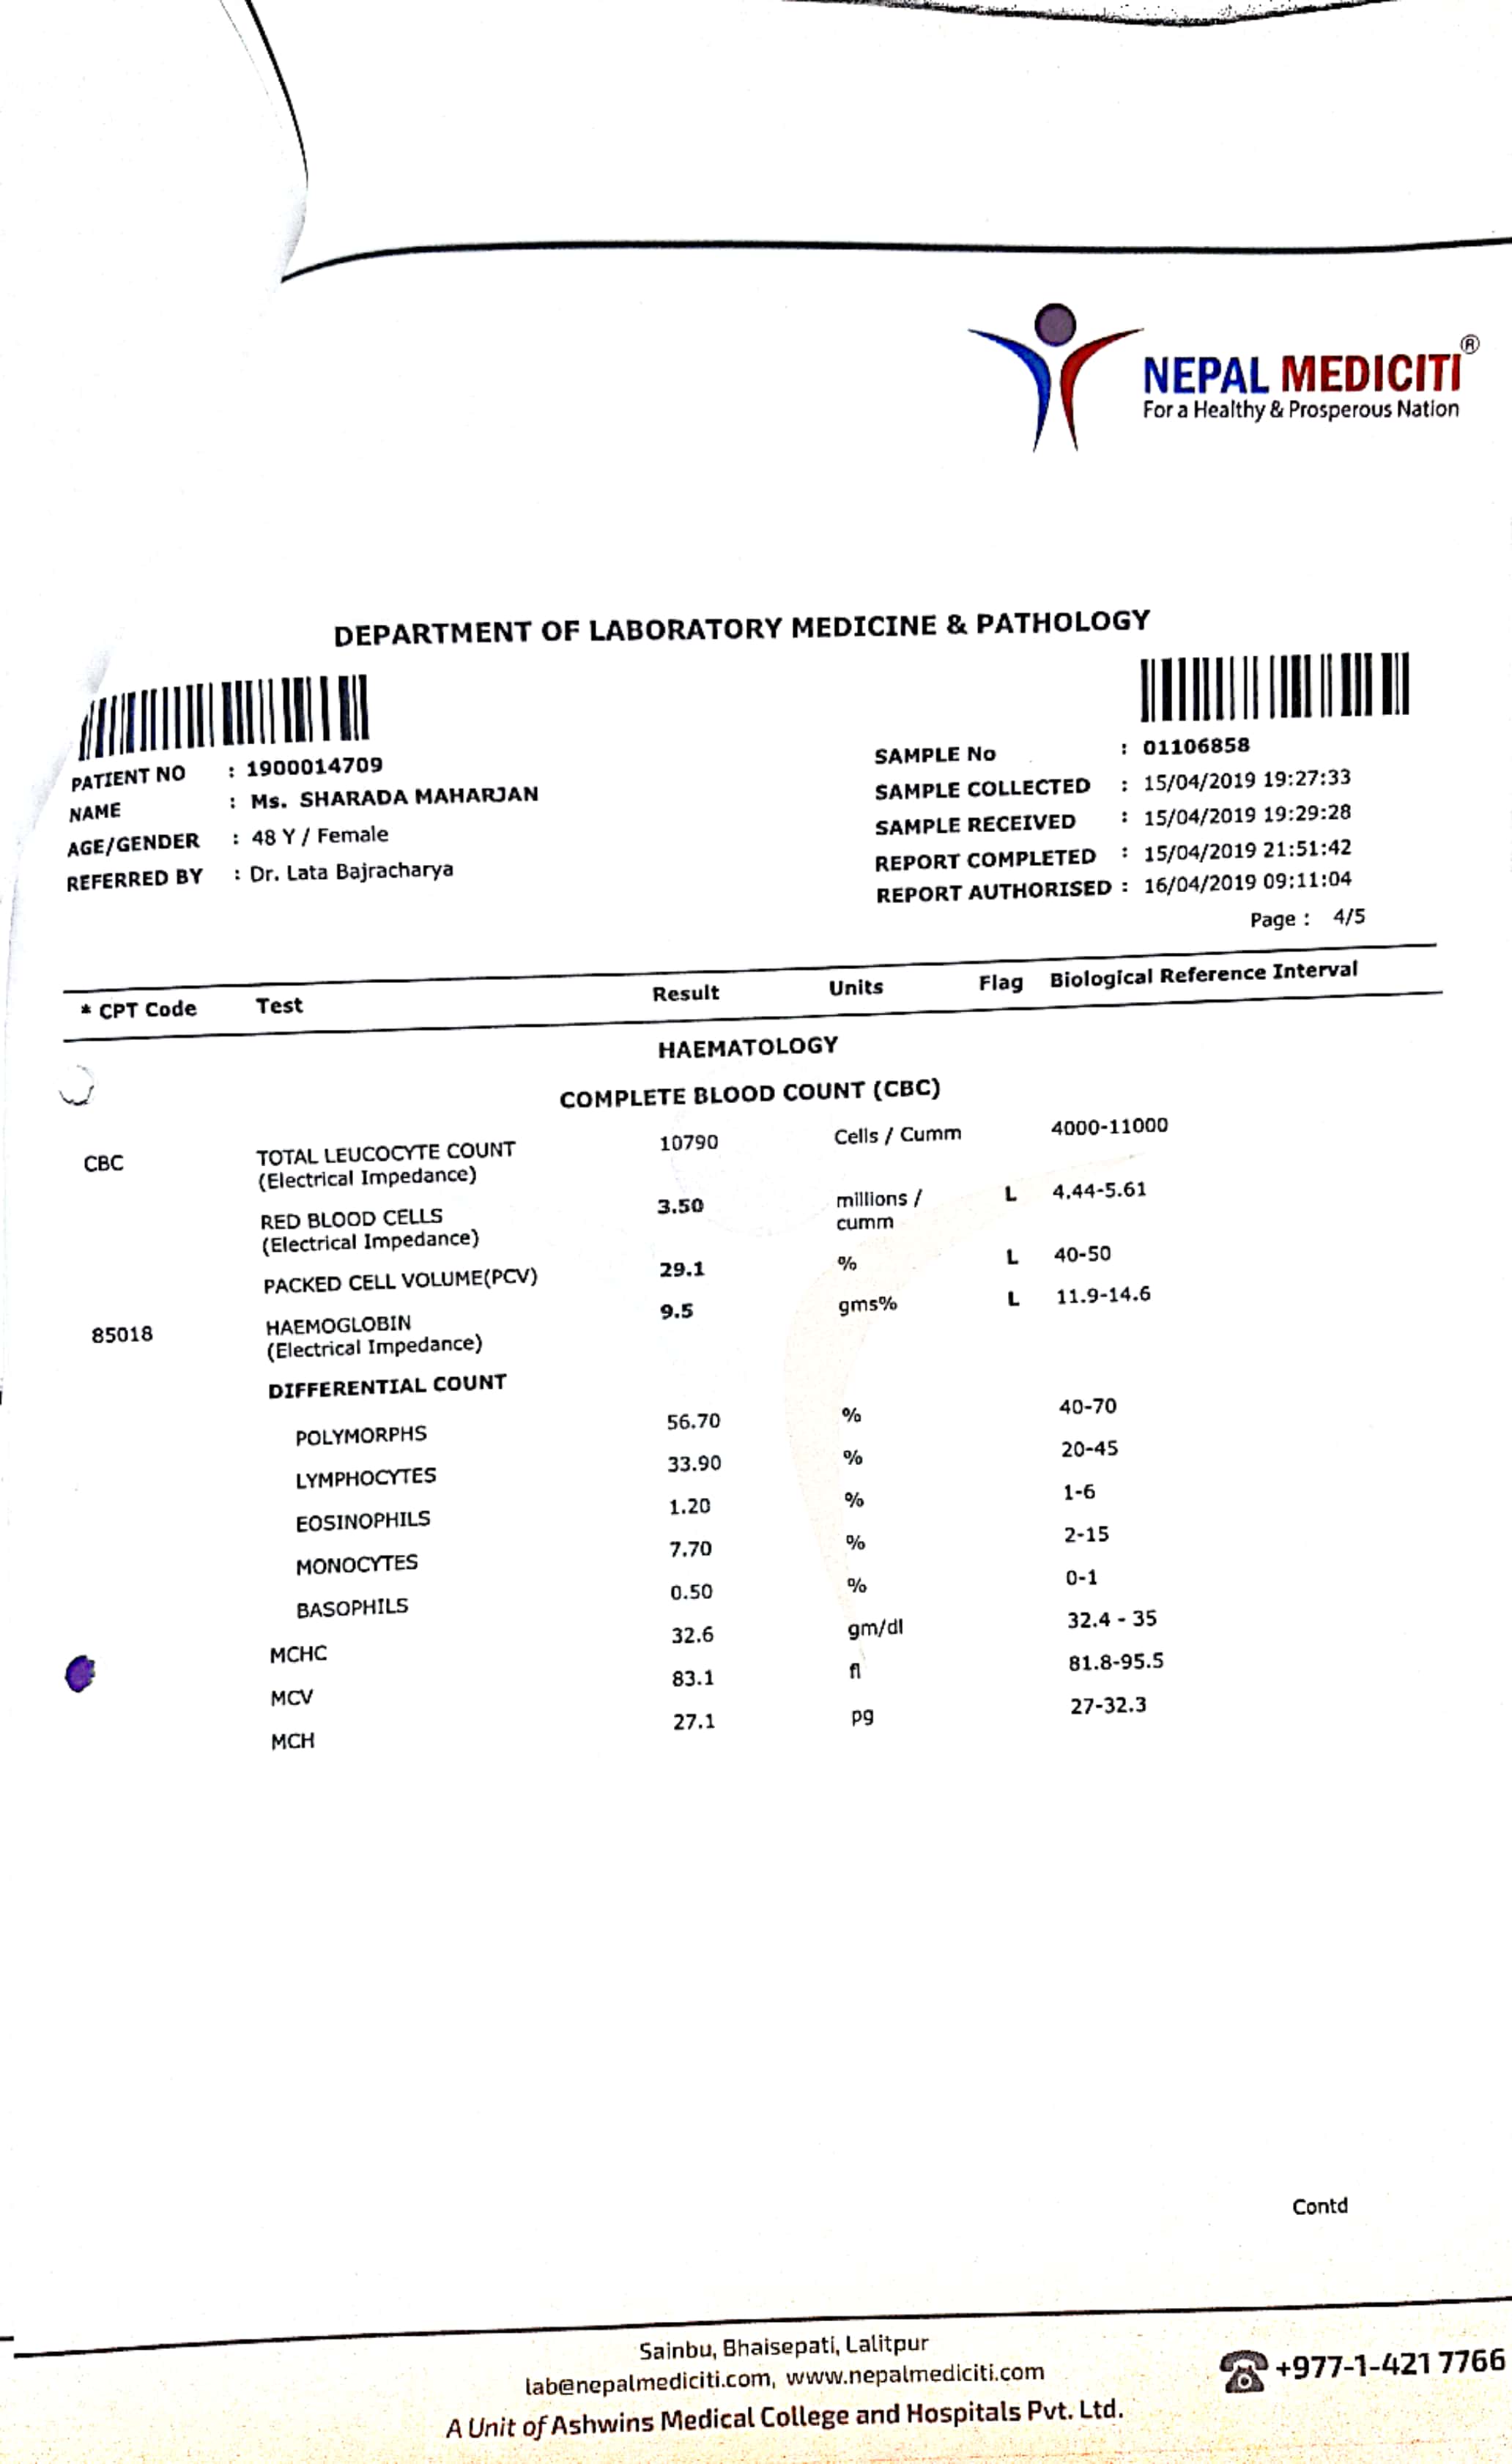 NEPAL MEDICITI®
For a Healthy & Prosperous Nation
DEPARTMENT OF LABORATORY MEDICINE & PATHOLOGY
PATIENT NO : 1900014709
NAME : Ms. SHARADA MAHARJAN
AGE/GENDER : 48 Y / Female
REFERRED BY : Dr. Lata Bajracharya
SAMPLE No : 01106858
SAMPLE COLLECTED : 15/04/2019 19:27:33
SAMPLE RECEIVED : 15/04/2019 19:29:28
REPORT COMPLETED : 15/04/2019 21:51:42
REPORT AUTHORISED : 16/04/2019 09:11:04
Page : 4/5
* CPT Code Test Result Units Flag Biological Reference Interval
HAEMATOLOGY
COMPLETE BLOOD COUNT (CBC)
CBC TOTAL LEUCOCYTE COUNT 10790 Cells / Cumm 4000-11000
(Electrical Impedance)
RED BLOOD CELLS 3.50 millions / L 4.44-5.61
(Electrical Impedance) cumm
PACKED CELL VOLUME(PCV) 29.1 % L 40-50
85018 HAEMOGLOBIN 9.5 gms% L 11.9-14.6
(Electrical Impedance)
DIFFERENTIAL COUNT
POLYMORPHS 56.70 % 40-70
LYMPHOCYTES 33.90 % 20-45
EOSINOPHILS 1.20 % 1-6
MONOCYTES 7.70 % 2-15
BASOPHILS 0.50 % 0-1
MCHC 32.6 gm/dl 32.4 - 35
MCV 83.1 fl 81.8-95.5
MCH 27.1 pg 27-32.3
Contd
Sainbu, Bhaisepati, Lalitpur
lab@nepalmediciti.com, www.nepalmediciti.com
+977-1-421 7766
A Unit of Ashwins Medical College and Hospitals Pvt. Ltd.